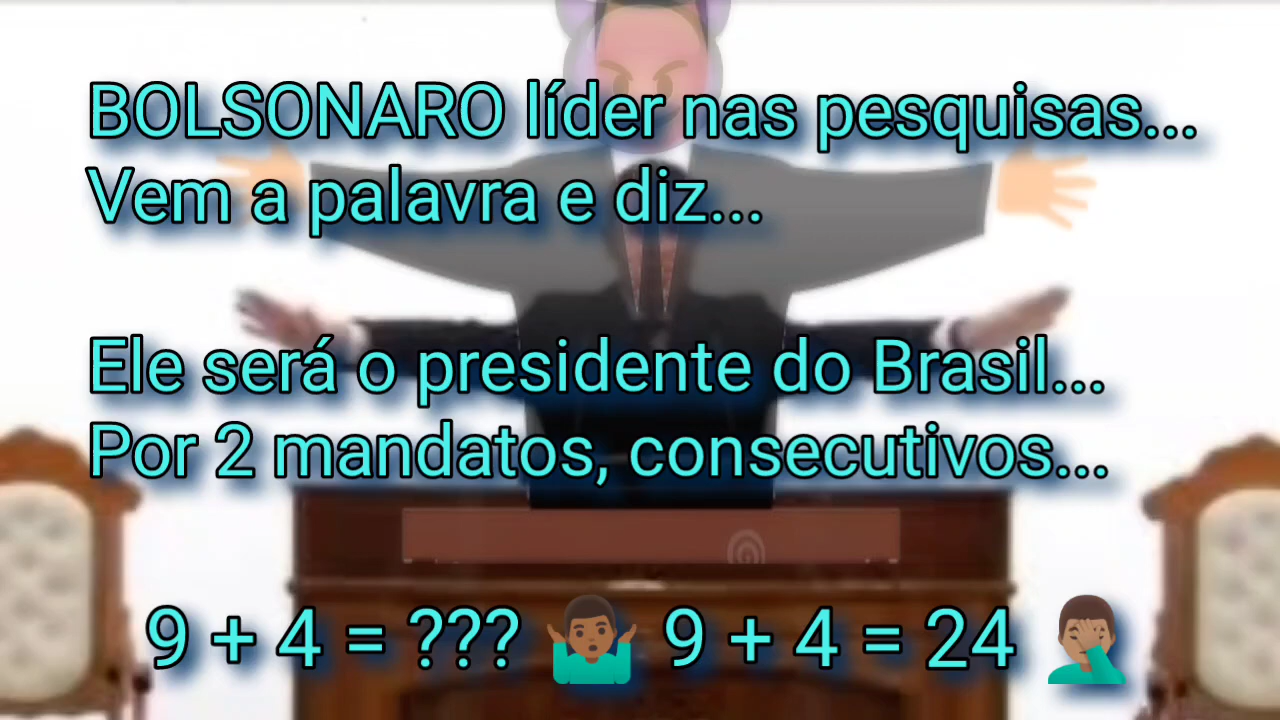 BOLSONARO líder nas pesquisas...
Vem a palavra e diz...
Ele será o presidente do Brasil...
Por 2 mandatos, consecutivos...
9 + 4 = ??? 🤷🏾‍♂️ 9 + 4 = 24 🤦🏽‍♂️